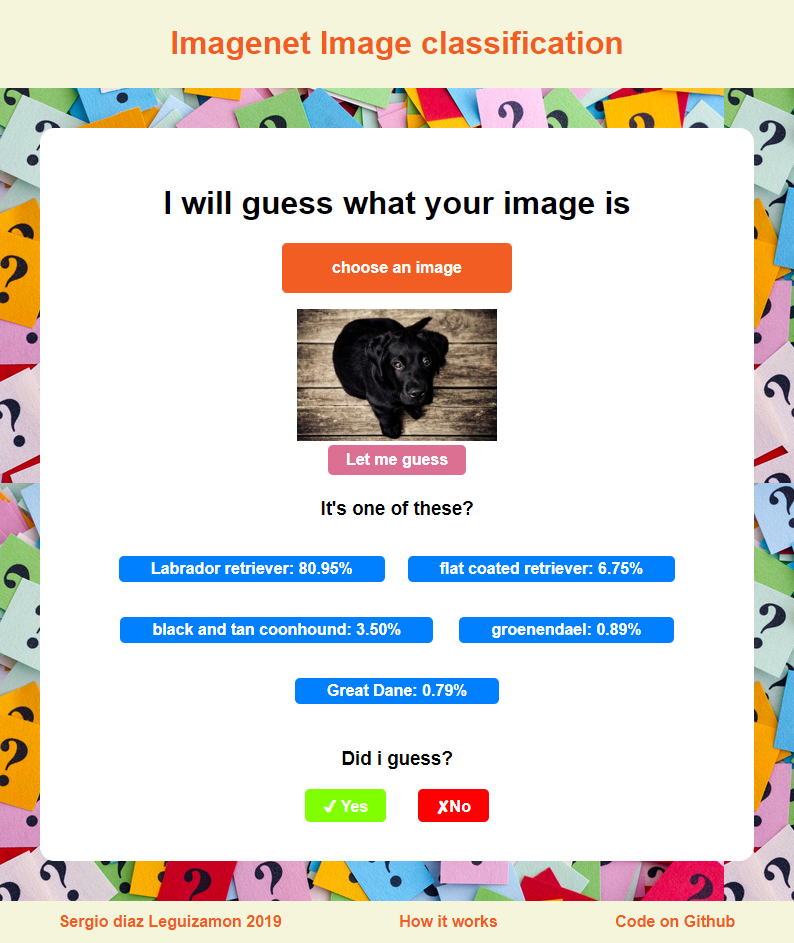 Imagenet Image classification
I will guess what your image is
choose an image
Let me guess
It's one of these?
Labrador retriever: 80.95%
flat coated retriever: 6.75%
black and tan coonhound: 3.50%
groenendael: 0.89%
Great Dane: 0.79%
Did i guess?
✔ Yes
✘No
Sergio diaz Leguizamon 2019
How it works
Code on Github